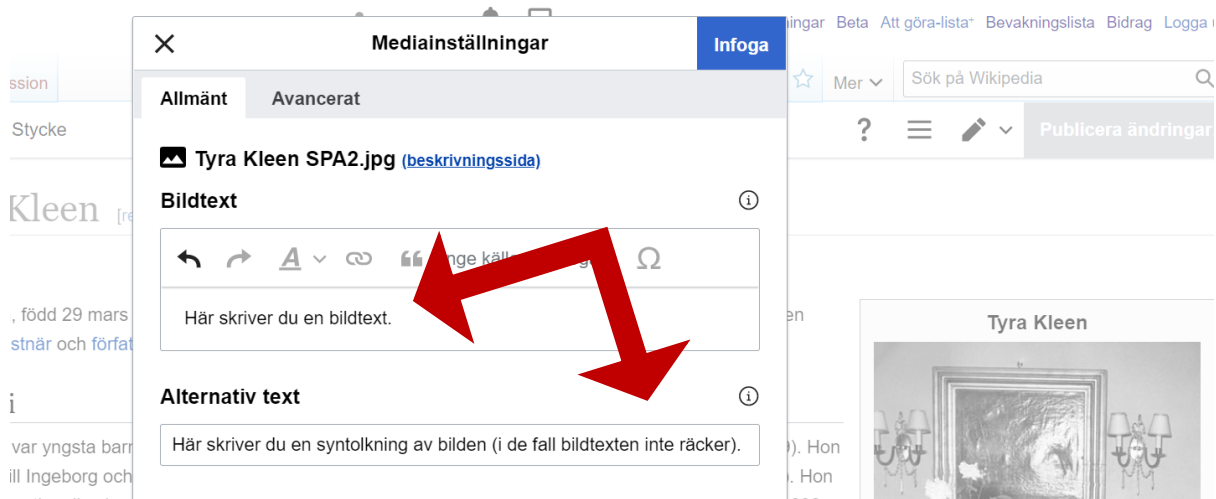 ningar Beta Att göra-lista+ Bevakningslista Bidrag Logga
Mediainställningar
Infoga
ssion
Mer
Sök på Wikipedia
Allmänt Avancerat
Stycke
?
Publicera ändringar
Tyra Kleen SPA2.jpg (beskrivningssida)
Kleen [re
Bildtext
A
Ω
Här skriver du en bildtext.
, född 29 mars
en
Tyra Kleen
stnär och förfat
i
Alternativ text
var yngsta barn
). Hon
Här skriver du en syntolkning av bilden (i de fall bildtexten inte räcker).
ill Ingeborg och
. Hon